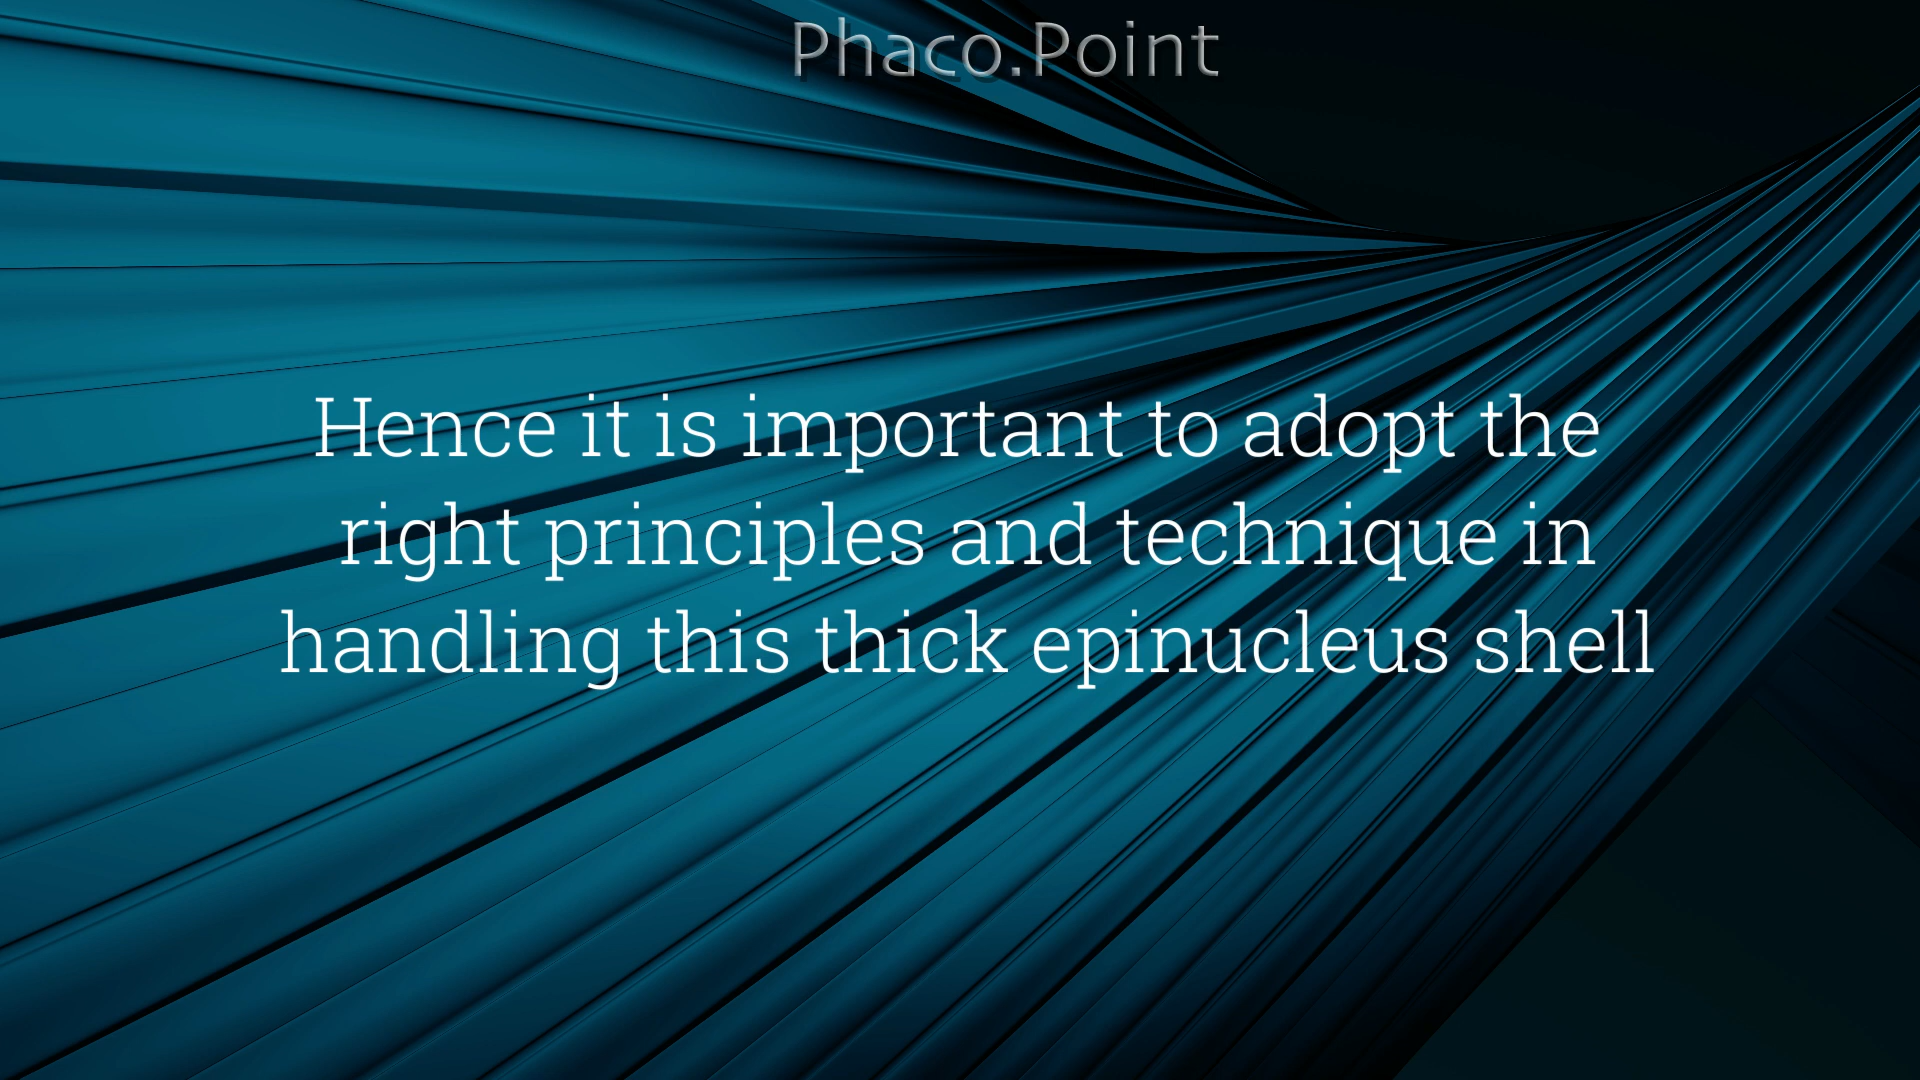 Phaco.Point
Hence it is important to adopt the
right principles and technique in
handling this thick epinucleus shell